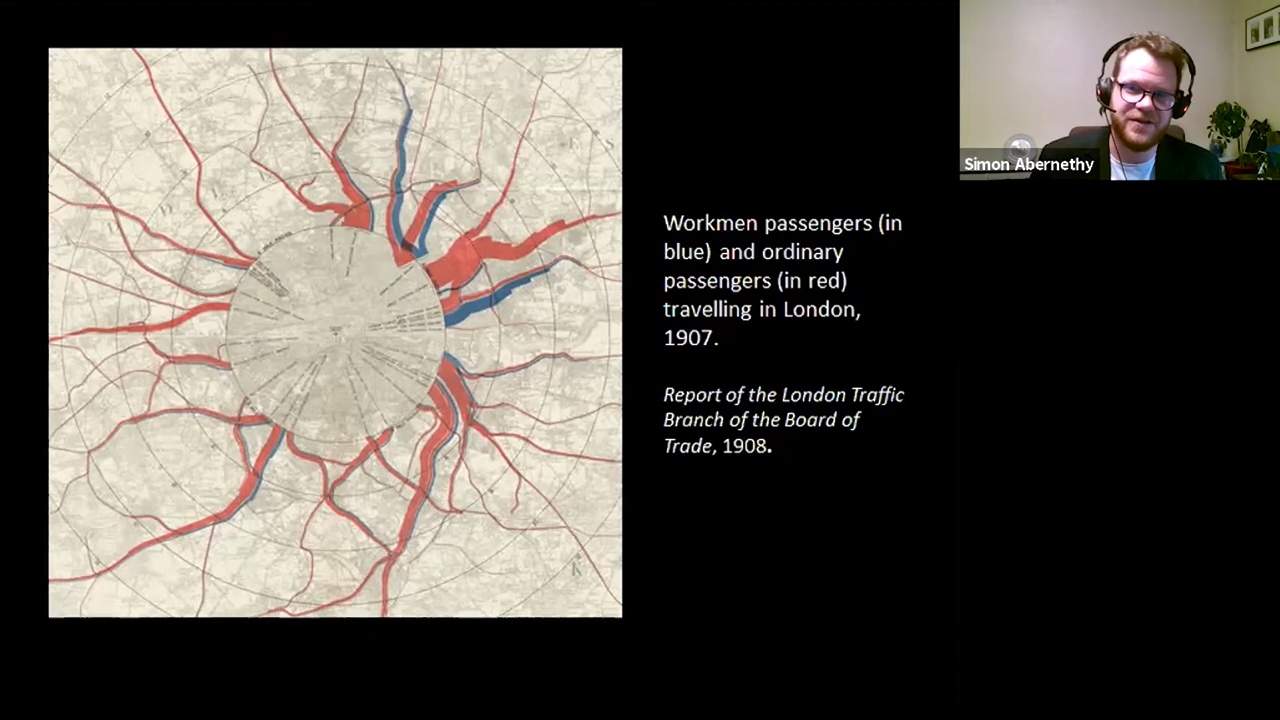 Simon Abernethy
Workmen passengers (in
blue) and ordinary
passengers (in red)
travelling in London,
1907.
Report of the London Traffic
Branch of the Board of
Trade, 1908.